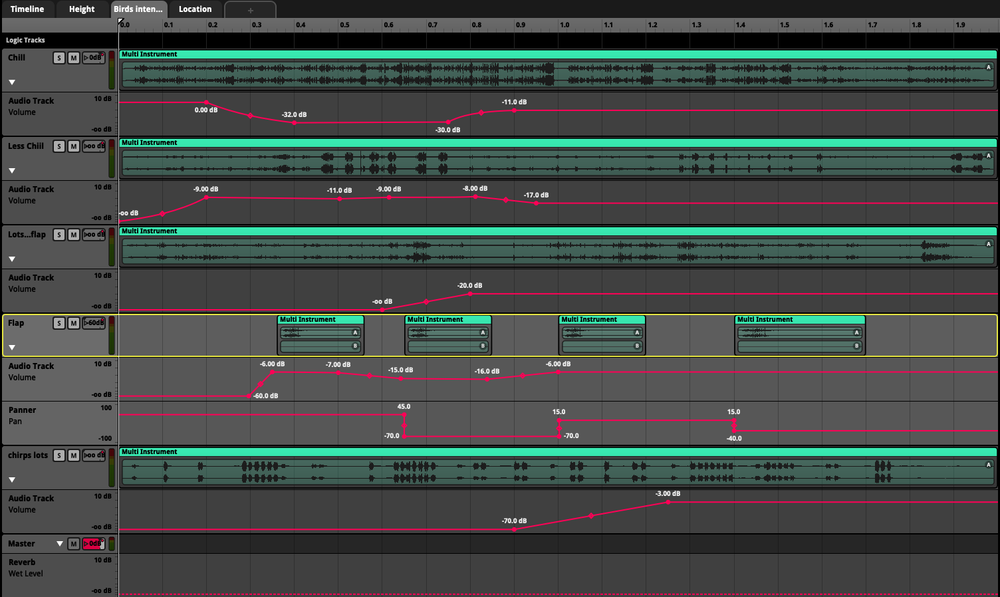 Timeline Height Birds inten... Location +
0.0 0.1 0.2 0.3 0.4 0.5 0.6 0.7 0.8 0.9 1.0 1.1 1.2 1.3 1.4 1.5 1.6 1.7 1.8 1.9
Logic Tracks
Chill S M 0dB
Multi Instrument
A
Audio Track
Volume
10 dB
-oo dB
0.00 dB
-32.0 dB
-30.0 dB
-11.0 dB
Less Chiil S M -oo dB
Multi Instrument
A
Audio Track
Volume
10 dB
-oo dB
-oo dB
-9.00 dB
-11.0 dB
-9.00 dB
-8.00 dB
-17.0 dB
Lots...flap S M -oo dB
Multi Instrument
A
Audio Track
Volume
10 dB
-oo dB
-oo dB
-20.0 dB
Flap S M -60dB
Multi Instrument
A
B
Multi Instrument
A
B
Multi Instrument
A
B
Multi Instrument
A
B
Audio Track
Volume
10 dB
-oo dB
-60.0 dB
-6.00 dB
-7.00 dB
-15.0 dB
-16.0 dB
-6.00 dB
Panner
Pan
100
-100
45.0
-70.0
15.0
-70.0
15.0
-40.0
chirps lots S M -oo dB
Multi Instrument
A
Audio Track
Volume
10 dB
-oo dB
-70.0 dB
-3.00 dB
Master M 0dB
Reverb
Wet Level
10 dB
-oo dB